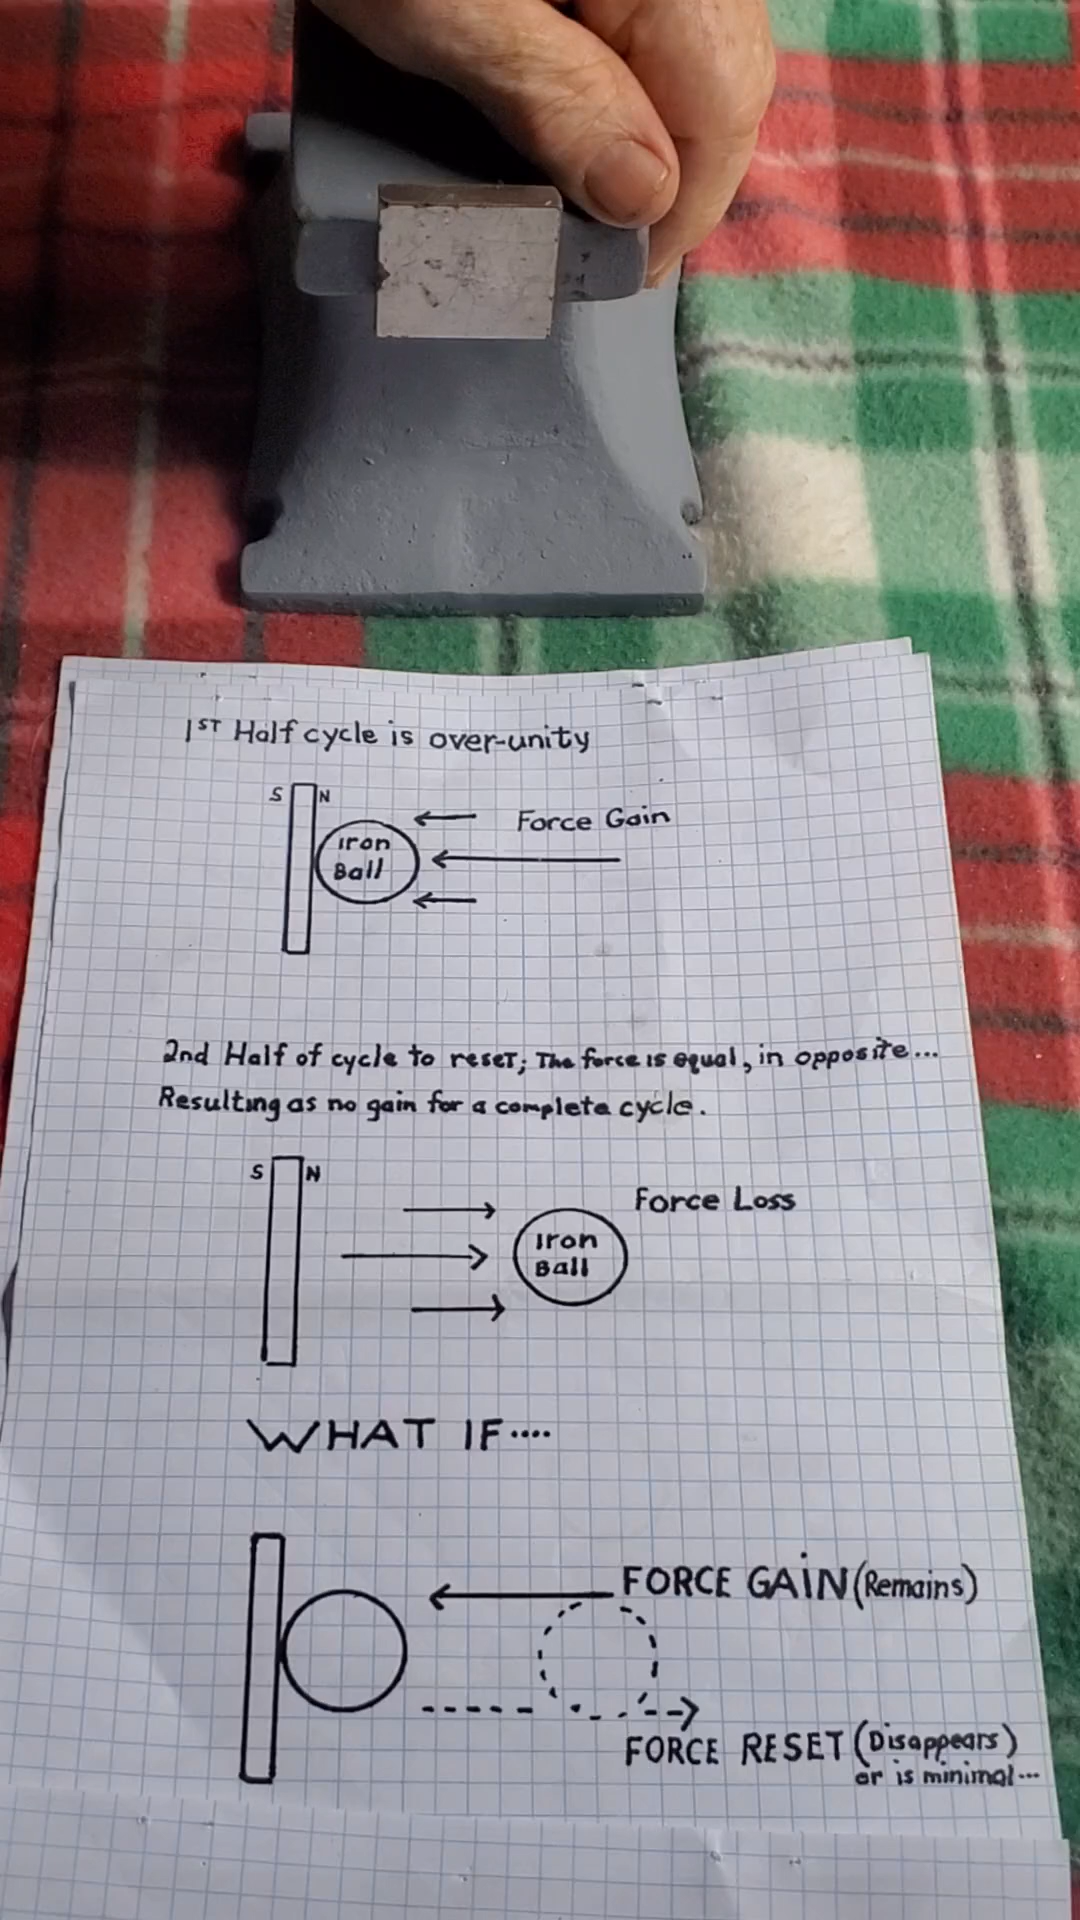 1ST Half cycle is over-unity
S N
Force Gain
Iron
Ball
2nd Half of cycle to reset; The force is equal, in opposite...
Resulting as no gain for a complete cycle.
S N
Force Loss
Iron
Ball
WHAT IF....
FORCE GAIN (Remains)
FORCE RESET (Disappears)
or is minimal...